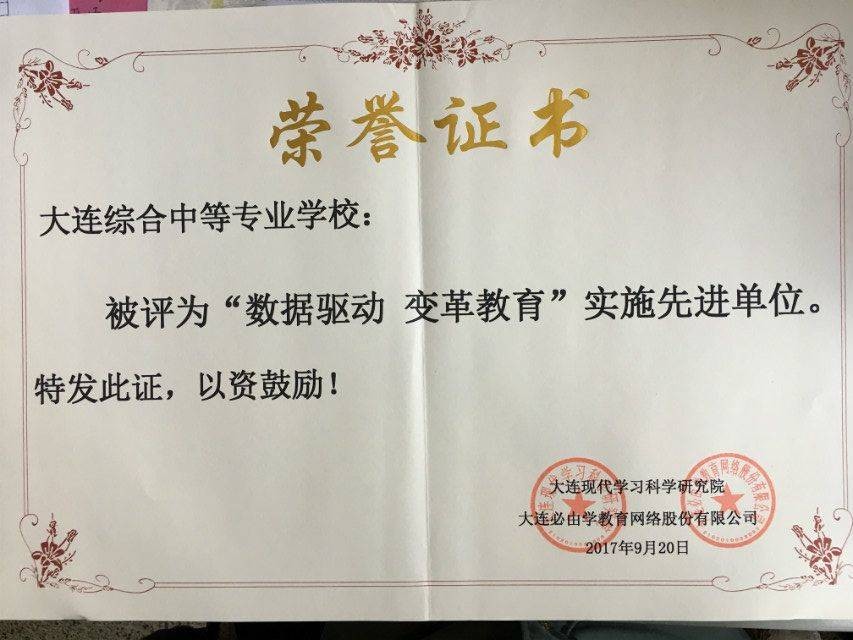 荣誉证书
大连综合中等专业学校：
被评为“数据驱动 变革教育”实施先进单位。
特发此证，以资鼓励！
大连现代学习科学研究院
大连必由学教育网络股份有限公司
2017年9月20日